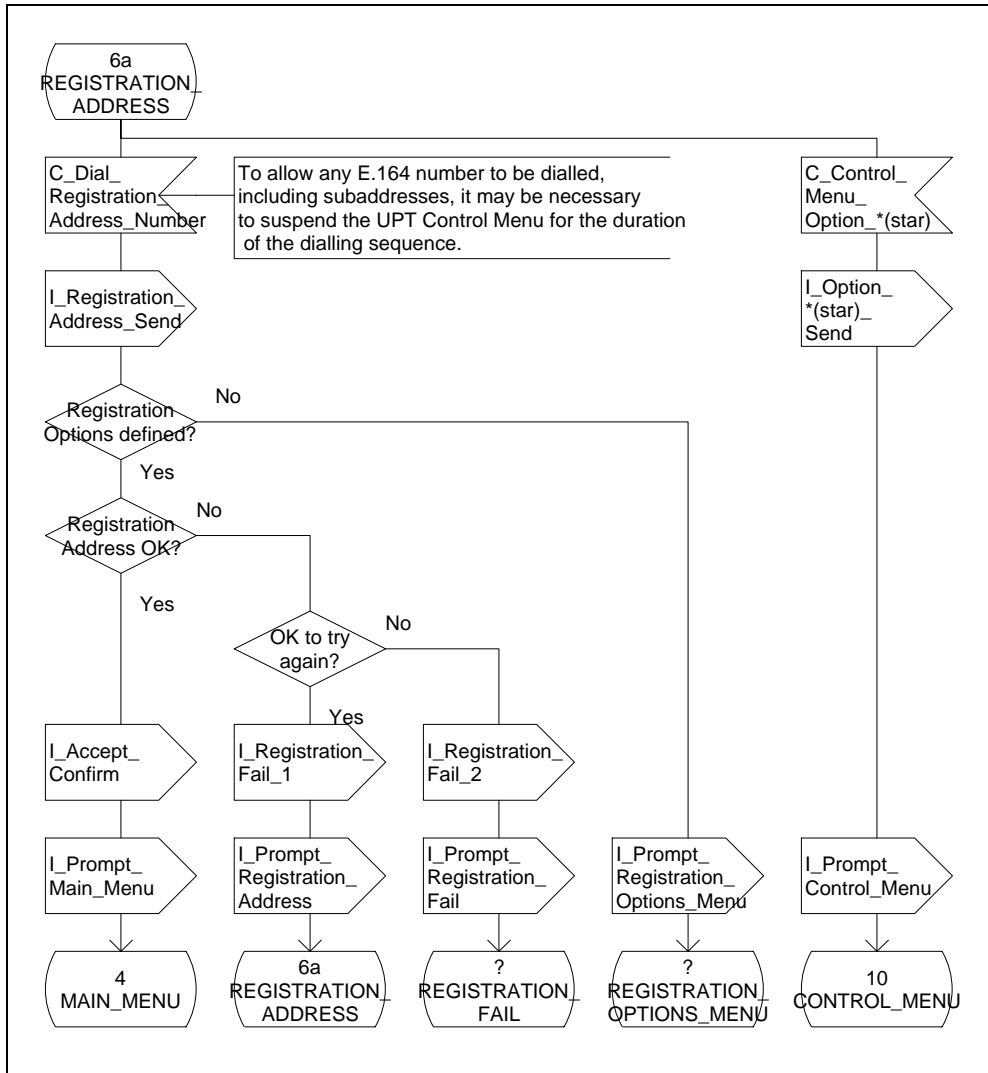 6a
REGISTRATION_
ADDRESS
C_Dial_
Registration_
Address_Number
To allow any E.164 number to be dialled,
including subaddresses, it may be necessary
to suspend the UPT Control Menu for the duration
of the dialling sequence.
C_Control_
Menu_
Option_*(star)
I_Registration_
Address_Send
I_Option_
*(star)_
Send
Registration
Options defined?
No
Yes
Registration
Address OK?
No
Yes
OK to try
again?
No
Yes
I_Accept_
Confirm
I_Registration_
Fail_1
I_Registration_
Fail_2
I_Prompt_
Main_Menu
I_Prompt_
Registration_
Address
I_Prompt_
Registration_
Fail
I_Prompt_
Registration_
Options_Menu
I_Prompt_
Control_Menu
4
MAIN_MENU
6a
REGISTRATION_
ADDRESS
?
REGISTRATION_
FAIL
?
REGISTRATION_
OPTIONS_MENU
10
CONTROL_MENU